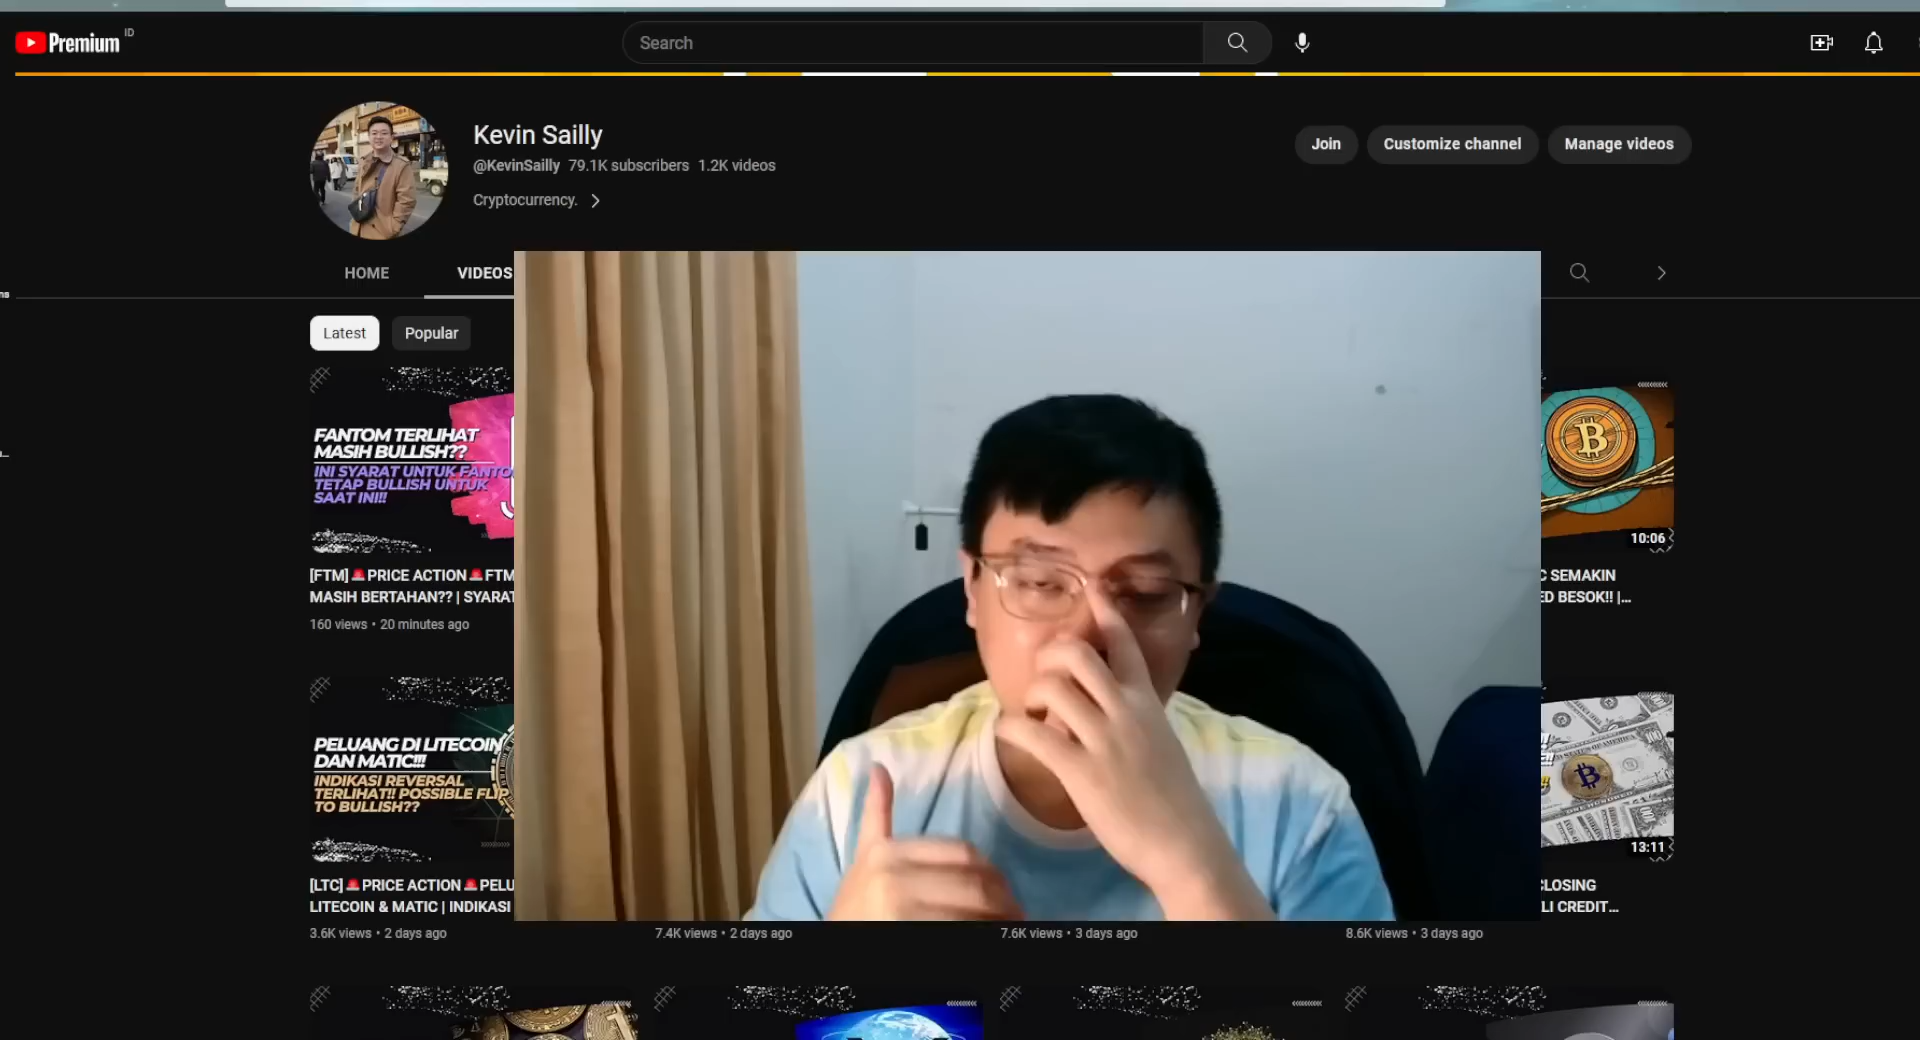 Premium ID
Search
Kevin Sailly
@KevinSailly 79.1K subscribers 1.2K videos
Cryptocurrency.
Join
Customize channel
Manage videos
HOME
VIDEOS
Latest
Popular
FANTOM TERLIHAT
MASIH BULLISH??
INI SYARAT UNTUK FANTO
TETAP BULLISH UNTUK
SAAT INI!!
10:06
[FTM]🚨PRICE ACTION🚨FTM
MASIH BERTAHAN?? | SYARAT
160 views • 20 minutes ago
C SEMAKIN
ED BESOK!! |...
PELUANG DI LITECOIN
DAN MATIC!!!
INDIKASI REVERSAL
TERLIHAT!! POSSIBLE FLIP
TO BULLISH??
13:11
[LTC]🚨PRICE ACTION🚨PELU
LITECOIN & MATIC | INDIKASI
3.6K views • 2 days ago
7.4K views • 2 days ago
7.6K views • 3 days ago
CLOSING
LI CREDIT...
8.6K views • 3 days ago